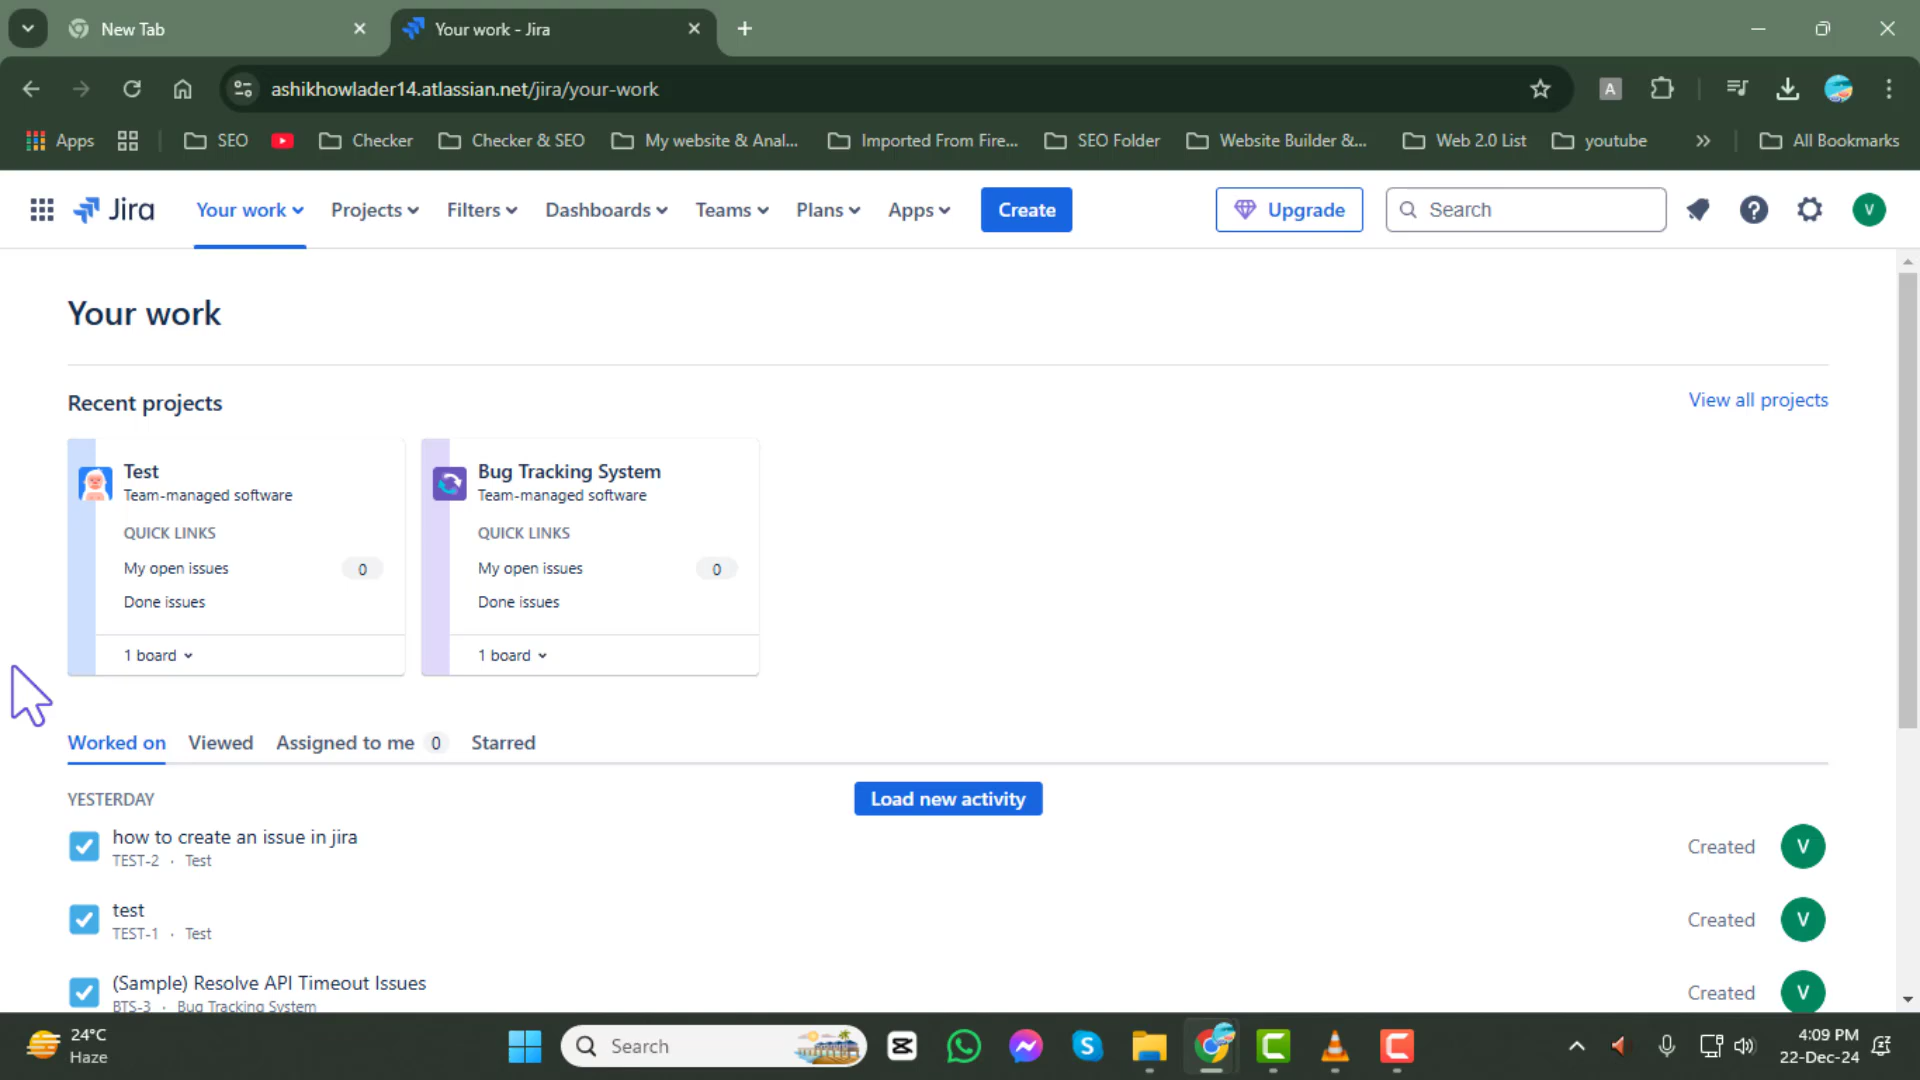 New Tab
Your work - Jira
ashikhowlader14.atlassian.net/jira/your-work
A
Apps
SEO
Checker
Checker & SEO
My website & Anal...
Imported From Fire...
SEO Folder
Website Builder &...
Web 2.0 List
youtube
All Bookmarks
Jira
Your work
Projects
Filters
Dashboards
Teams
Plans
Apps
Create
Upgrade
Search
V
Your work
Recent projects
View all projects
Test
Team-managed software
QUICK LINKS
My open issues 0
Done issues
1 board
Bug Tracking System
Team-managed software
QUICK LINKS
My open issues 0
Done issues
1 board
Worked on
Viewed
Assigned to me 0
Starred
YESTERDAY
Load new activity
how to create an issue in jira
TEST-2 · Test
Created
V
test
TEST-1 · Test
Created
V
(Sample) Resolve API Timeout Issues
BTS-3 · Bug Tracking System
Created
V
24°C
Haze
Search
4:09 PM
22-Dec-24